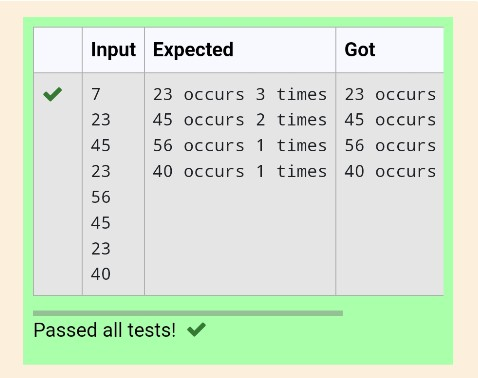 Input Expected Got
7 23 occurs 3 times 23 occurs
23 45 occurs 2 times 45 occurs
45 56 occurs 1 times 56 occurs
23 40 occurs 1 times 40 occurs
56
45
23
40
Passed all tests!